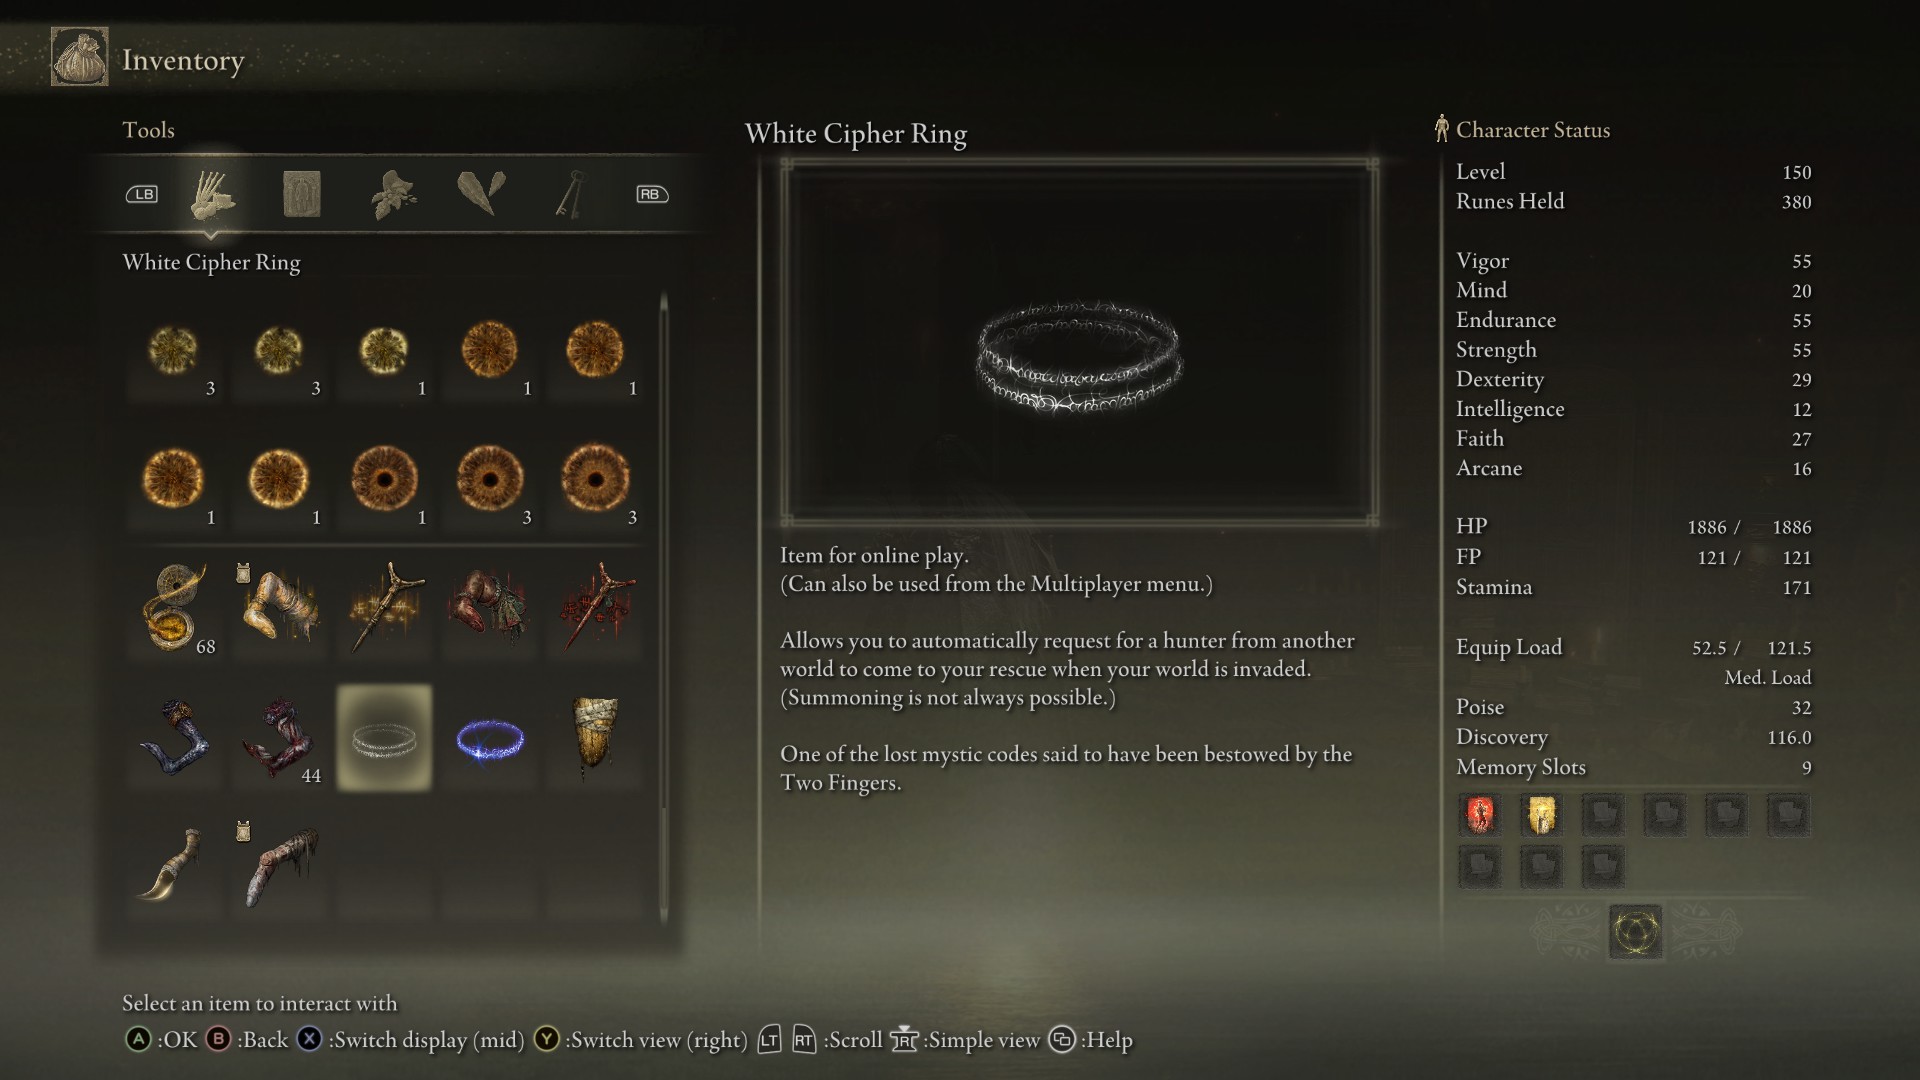 Inventory
Tools
LB
RB
White Cipher Ring
3
3
1
1
1
1
1
1
3
3
68
44
White Cipher Ring
Item for online play.
(Can also be used from the Multiplayer menu.)
Allows you to automatically request for a hunter from another
world to come to your rescue when your world is invaded.
(Summoning is not always possible.)
One of the lost mystic codes said to have been bestowed by the
Two Fingers.
Character Status
Level 150
Runes Held 380
Vigor 55
Mind 20
Endurance 55
Strength 55
Dexterity 29
Intelligence 12
Faith 27
Arcane 16
HP 1886 / 1886
FP 121 / 121
Stamina 171
Equip Load 52.5 / 121.5
Med. Load
Poise 32
Discovery 116.0
Memory Slots 9
Select an item to interact with
A :OK B :Back X :Switch display (mid) Y :Switch view (right) LT RT :Scroll R :Simple view :Help